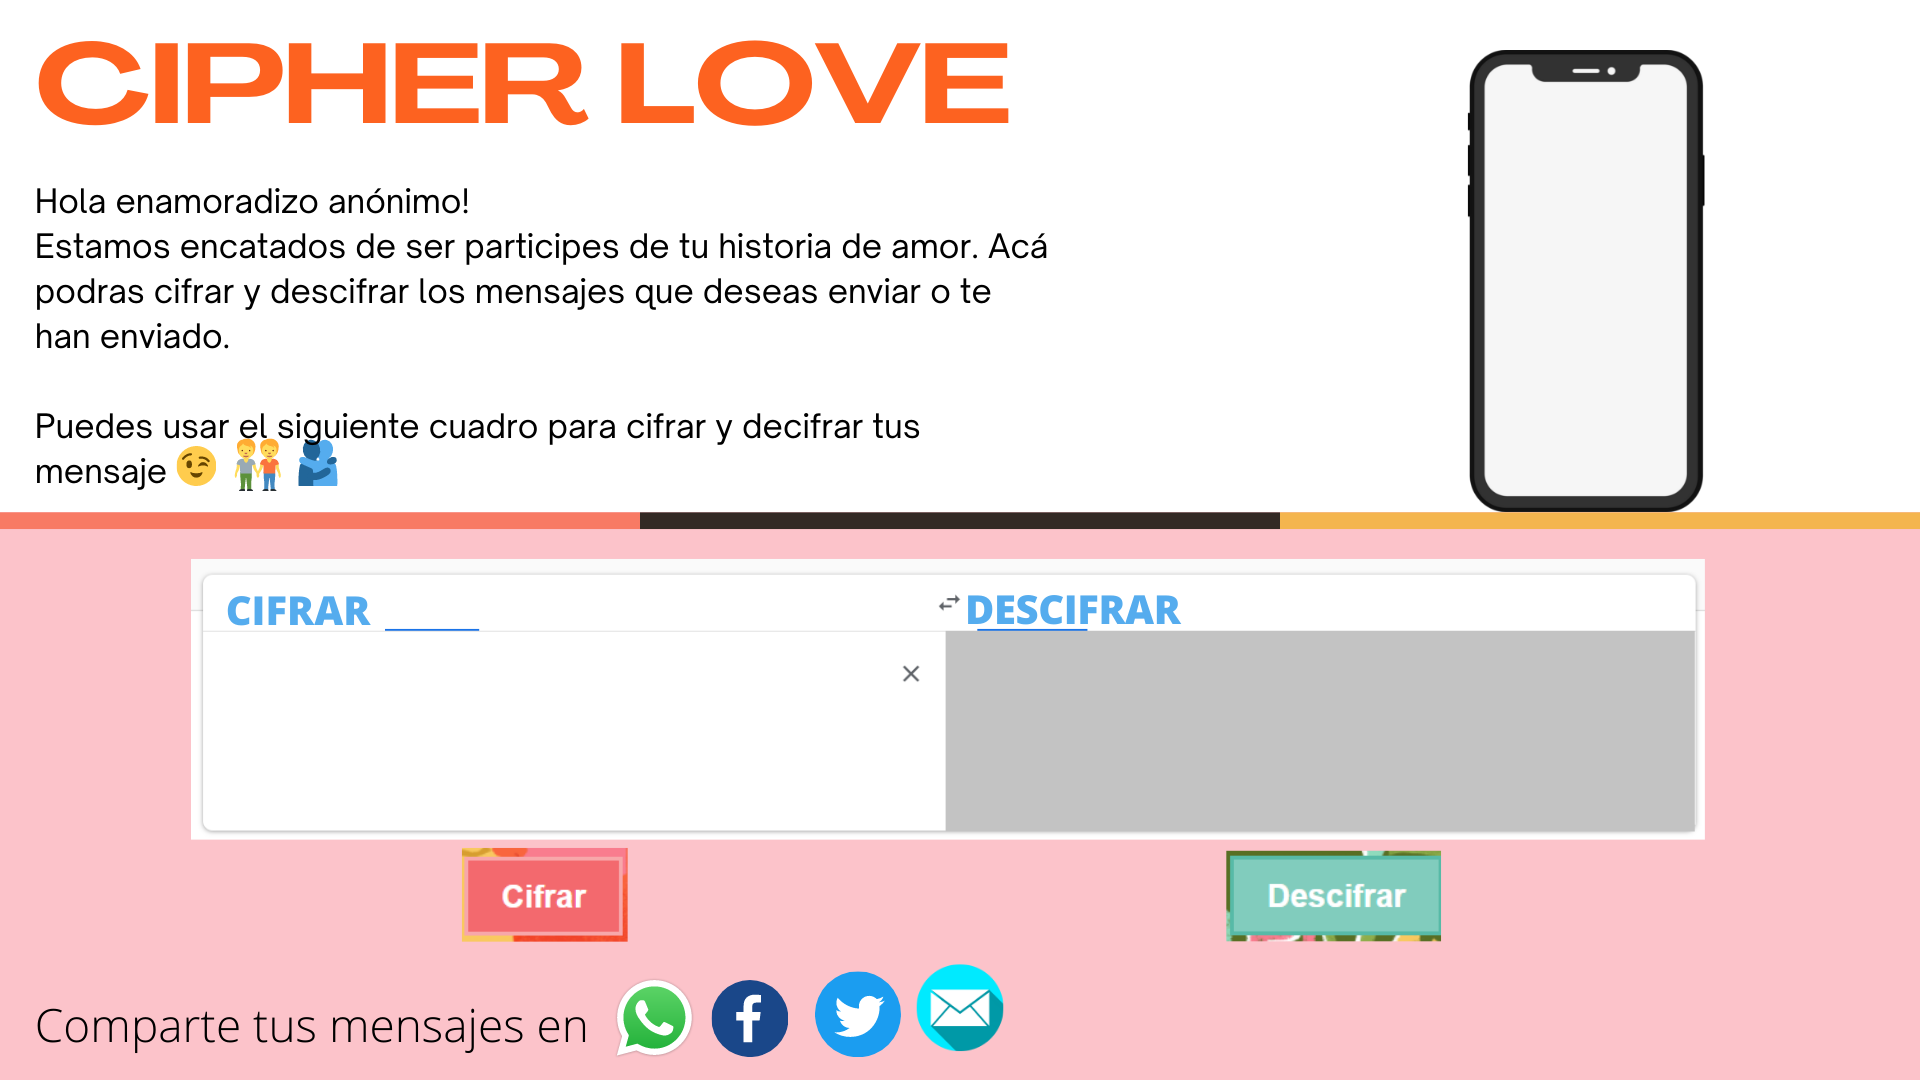 CIPHER LOVE
Hola enamoradizo anónimo!
Estamos encatados de ser participes de tu historia de amor. Acá
podras cifrar y descifrar los mensajes que deseas enviar o te
han enviado.
Puedes usar el siguiente cuadro para cifrar y decifrar tus
mensaje
CIFRAR
DESCIFRAR
Cifrar
Descifrar
Comparte tus mensajes en